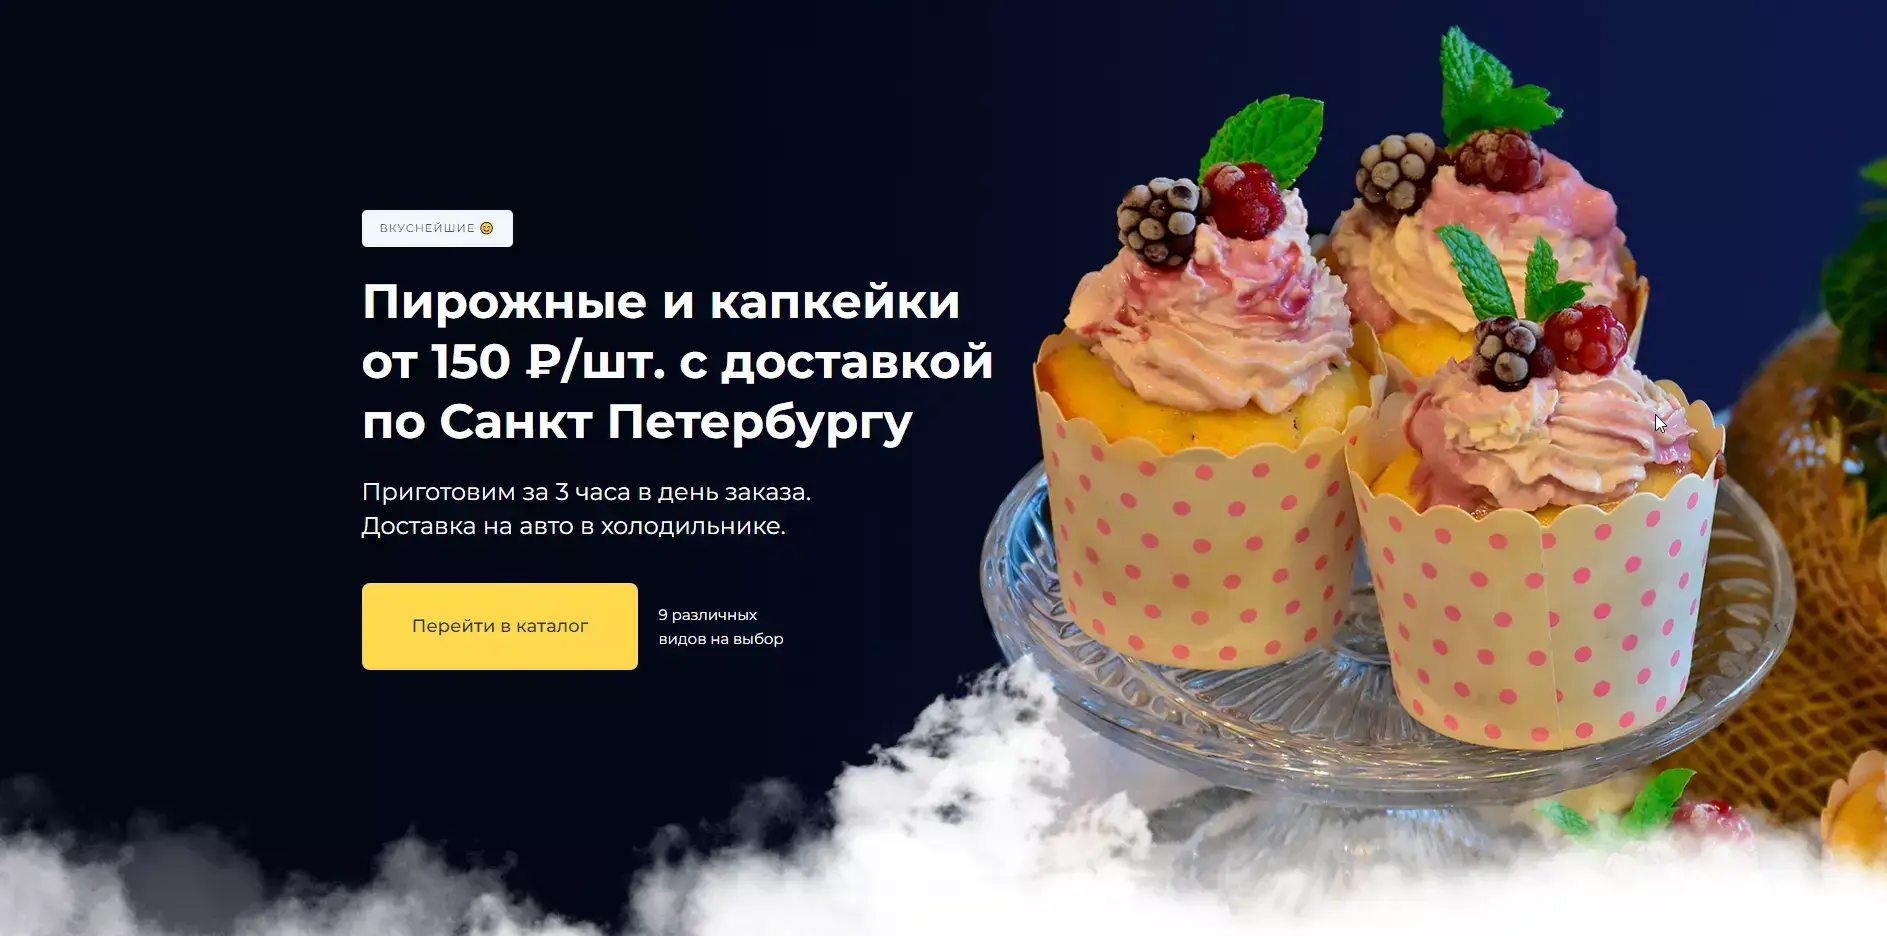 ВКУСНЕЙШИЕ 😋
Пирожные и капкейки
от 150 ₽/шт. с доставкой
по Санкт Петербургу
Приготовим за 3 часа в день заказа.
Доставка на авто в холодильнике.
Перейти в каталог
9 различных
видов на выбор